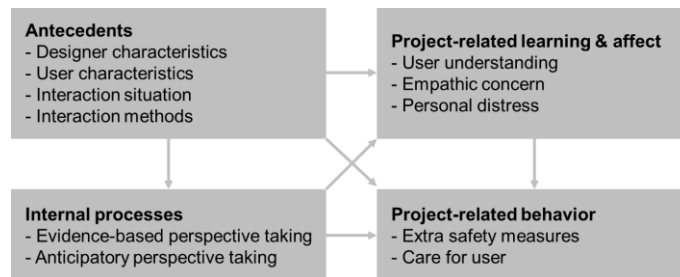 Antecedents
- Designer characteristics
- User characteristics
- Interaction situation
- Interaction methods
Project-related learning & affect
- User understanding
- Empathic concern
- Personal distress
Internal processes
- Evidence-based perspective taking
- Anticipatory perspective taking
Project-related behavior
- Extra safety measures
- Care for user